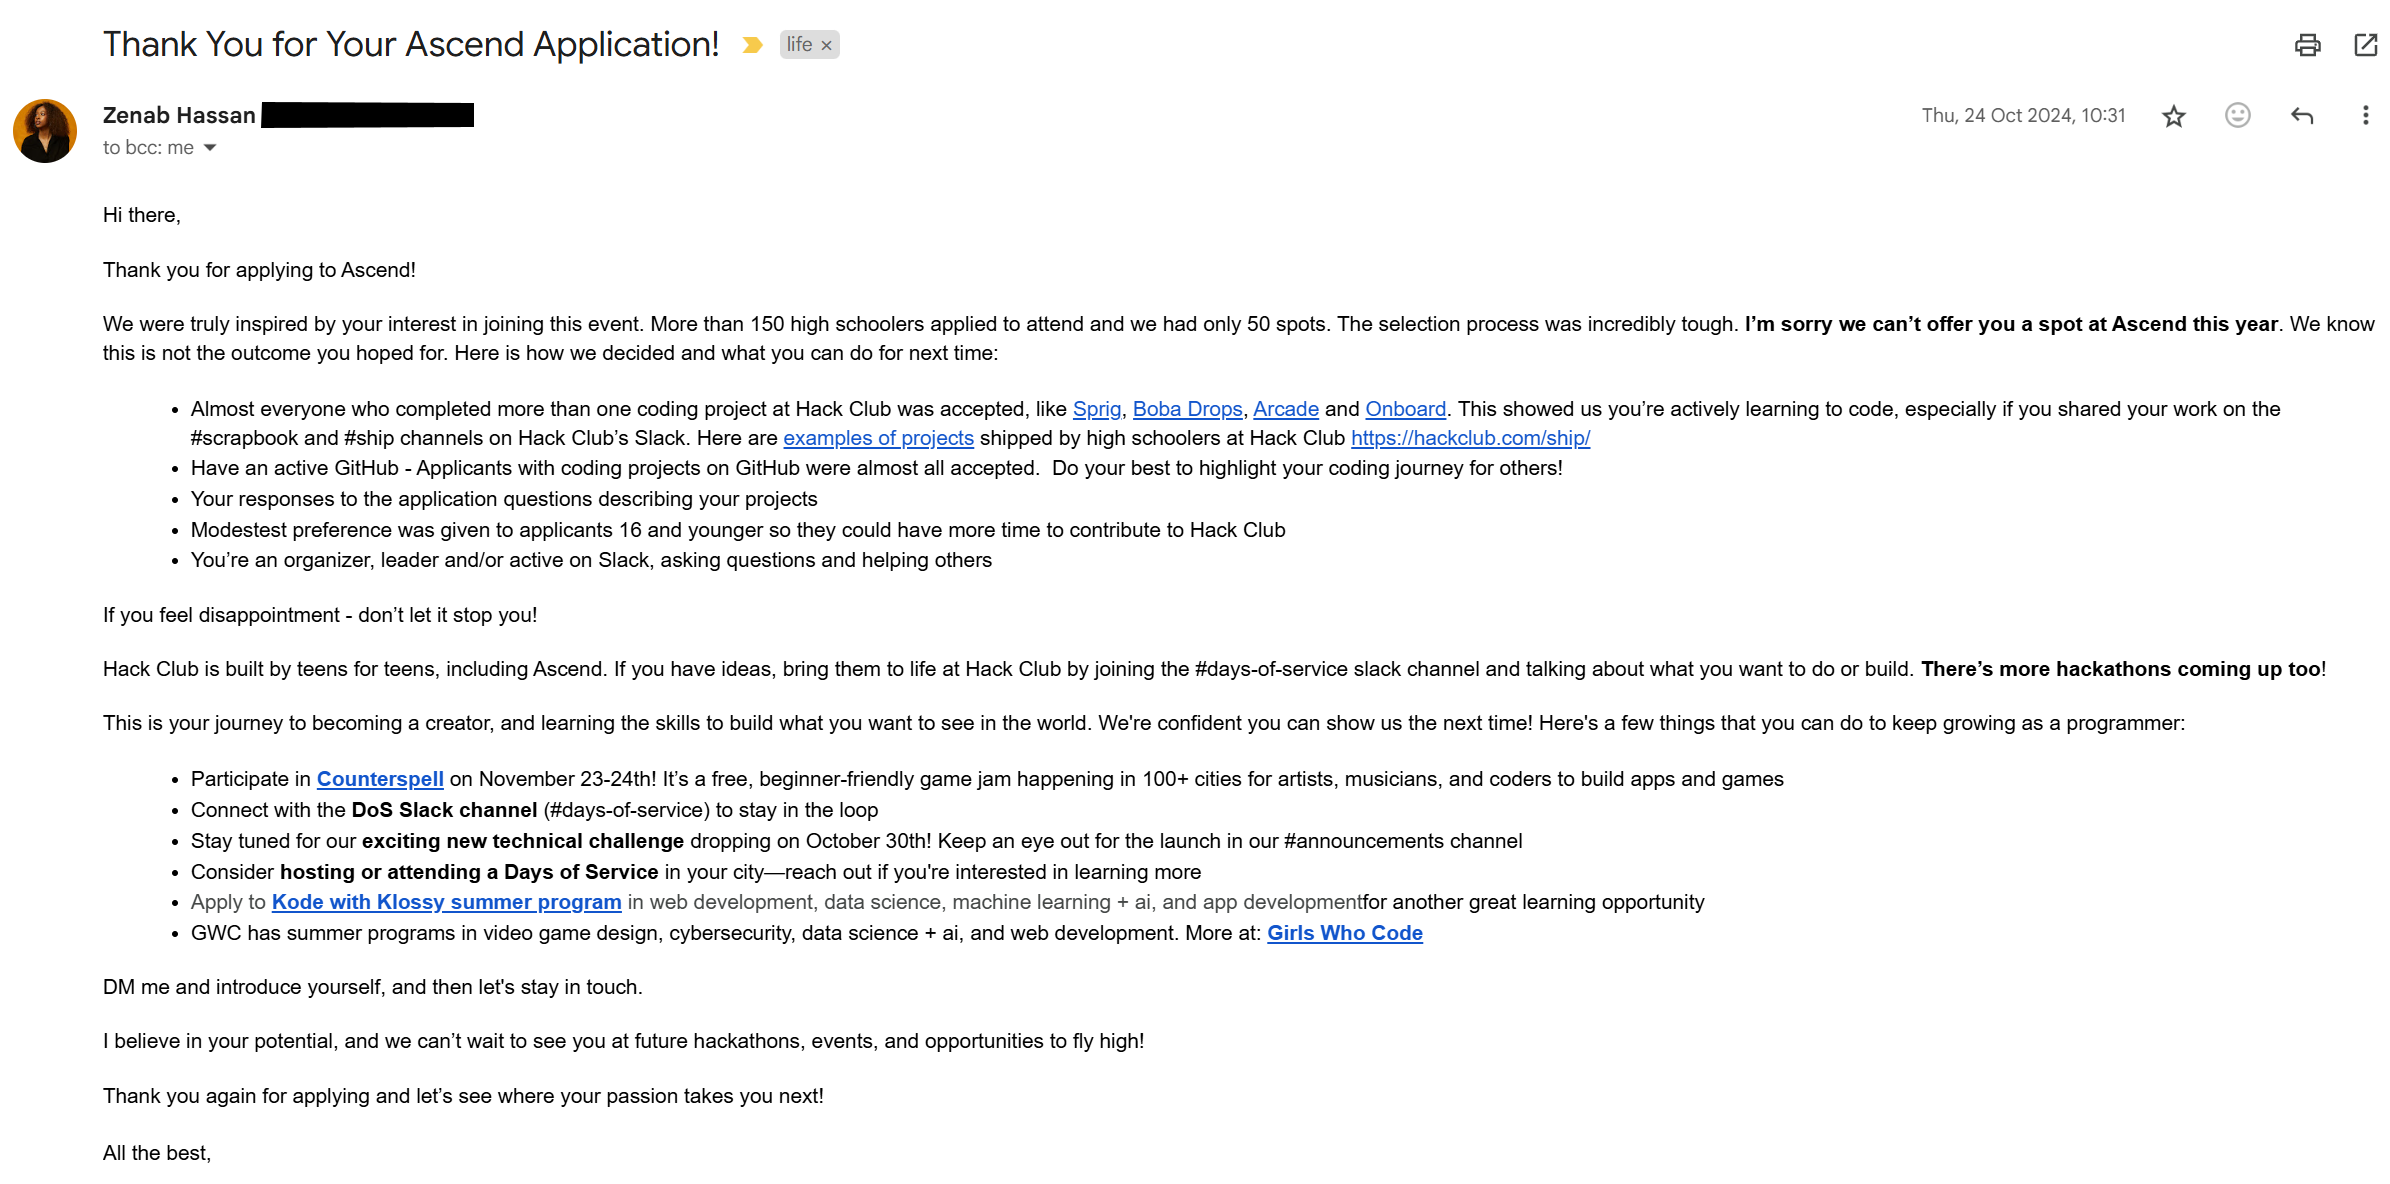 Thank You for Your Ascend Application!
life ×
Zenab Hassan
Thu, 24 Oct 2024, 10:31
to bcc: me
Hi there,
Thank you for applying to Ascend!
We were truly inspired by your interest in joining this event. More than 150 high schoolers applied to attend and we had only 50 spots. The selection process was incredibly tough. I’m sorry we can’t offer you a spot at Ascend this year. We know
this is not the outcome you hoped for. Here is how we decided and what you can do for next time:
• Almost everyone who completed more than one coding project at Hack Club was accepted, like Sprig, Boba Drops, Arcade and Onboard. This showed us you’re actively learning to code, especially if you shared your work on the
#scrapbook and #ship channels on Hack Club’s Slack. Here are examples of projects shipped by high schoolers at Hack Club https://hackclub.com/ship/
• Have an active GitHub - Applicants with coding projects on GitHub were almost all accepted.  Do your best to highlight your coding journey for others!
• Your responses to the application questions describing your projects
• Modestest preference was given to applicants 16 and younger so they could have more time to contribute to Hack Club
• You’re an organizer, leader and/or active on Slack, asking questions and helping others
If you feel disappointment - don’t let it stop you!
Hack Club is built by teens for teens, including Ascend. If you have ideas, bring them to life at Hack Club by joining the #days-of-service slack channel and talking about what you want to do or build. There’s more hackathons coming up too!
This is your journey to becoming a creator, and learning the skills to build what you want to see in the world. We're confident you can show us the next time! Here's a few things that you can do to keep growing as a programmer:
• Participate in Counterspell on November 23-24th! It’s a free, beginner-friendly game jam happening in 100+ cities for artists, musicians, and coders to build apps and games
• Connect with the DoS Slack channel (#days-of-service) to stay in the loop
• Stay tuned for our exciting new technical challenge dropping on October 30th! Keep an eye out for the launch in our #announcements channel
• Consider hosting or attending a Days of Service in your city—reach out if you're interested in learning more
• Apply to Kode with Klossy summer program in web development, data science, machine learning + ai, and app developmentfor another great learning opportunity
• GWC has summer programs in video game design, cybersecurity, data science + ai, and web development. More at: Girls Who Code
DM me and introduce yourself, and then let's stay in touch.
I believe in your potential, and we can’t wait to see you at future hackathons, events, and opportunities to fly high!
Thank you again for applying and let’s see where your passion takes you next!
All the best,